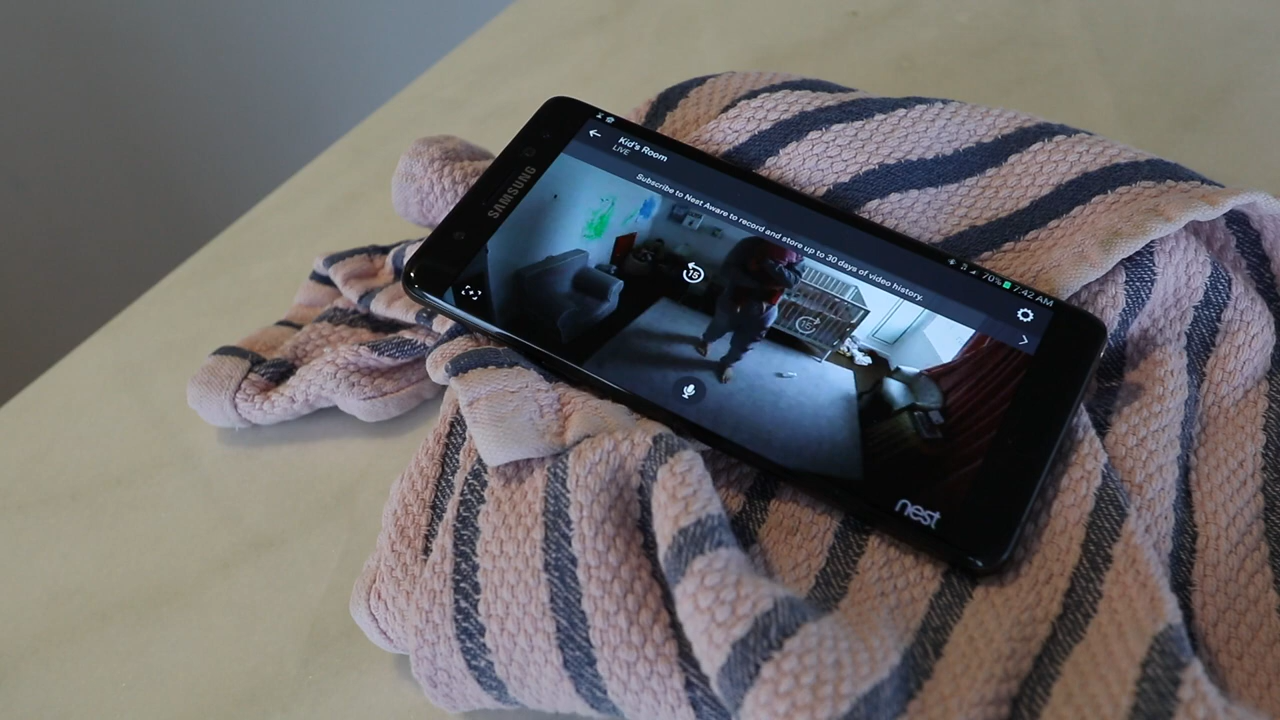 SAMSUNG
70% 7:42 AM
Kid's Room
LIVE
Subscribe to Nest Aware to record and store up to 30 days of video history.
15
15
nest